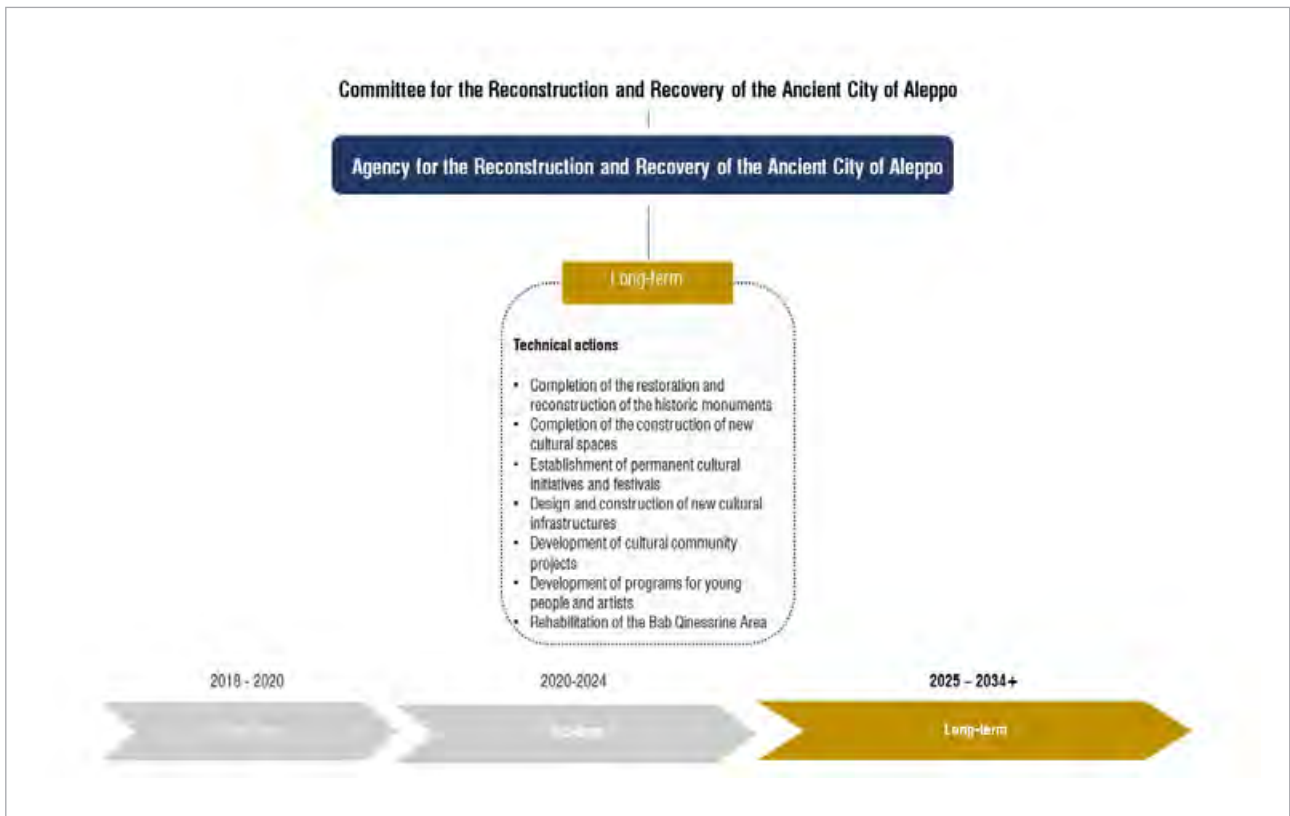 Committee for the Reconstruction and Recovery of the Ancient City of Aleppo
Agency for the Reconstruction and Recovery of the Ancient City of Aleppo
Long-term
Technical actions
• Completion of the restoration and
reconstruction of the historic monuments
• Completion of the construction of new
cultural spaces
• Establishment of permanent cultural
initiatives and festivals
• Design and construction of new cultural
infrastructures
• Development of cultural community
projects
• Development of programs for young
people and artists
• Rehabilitation of the Bab Qinessrine Area
2018 - 2020
2020-2024
2025 – 2034+
Long-term